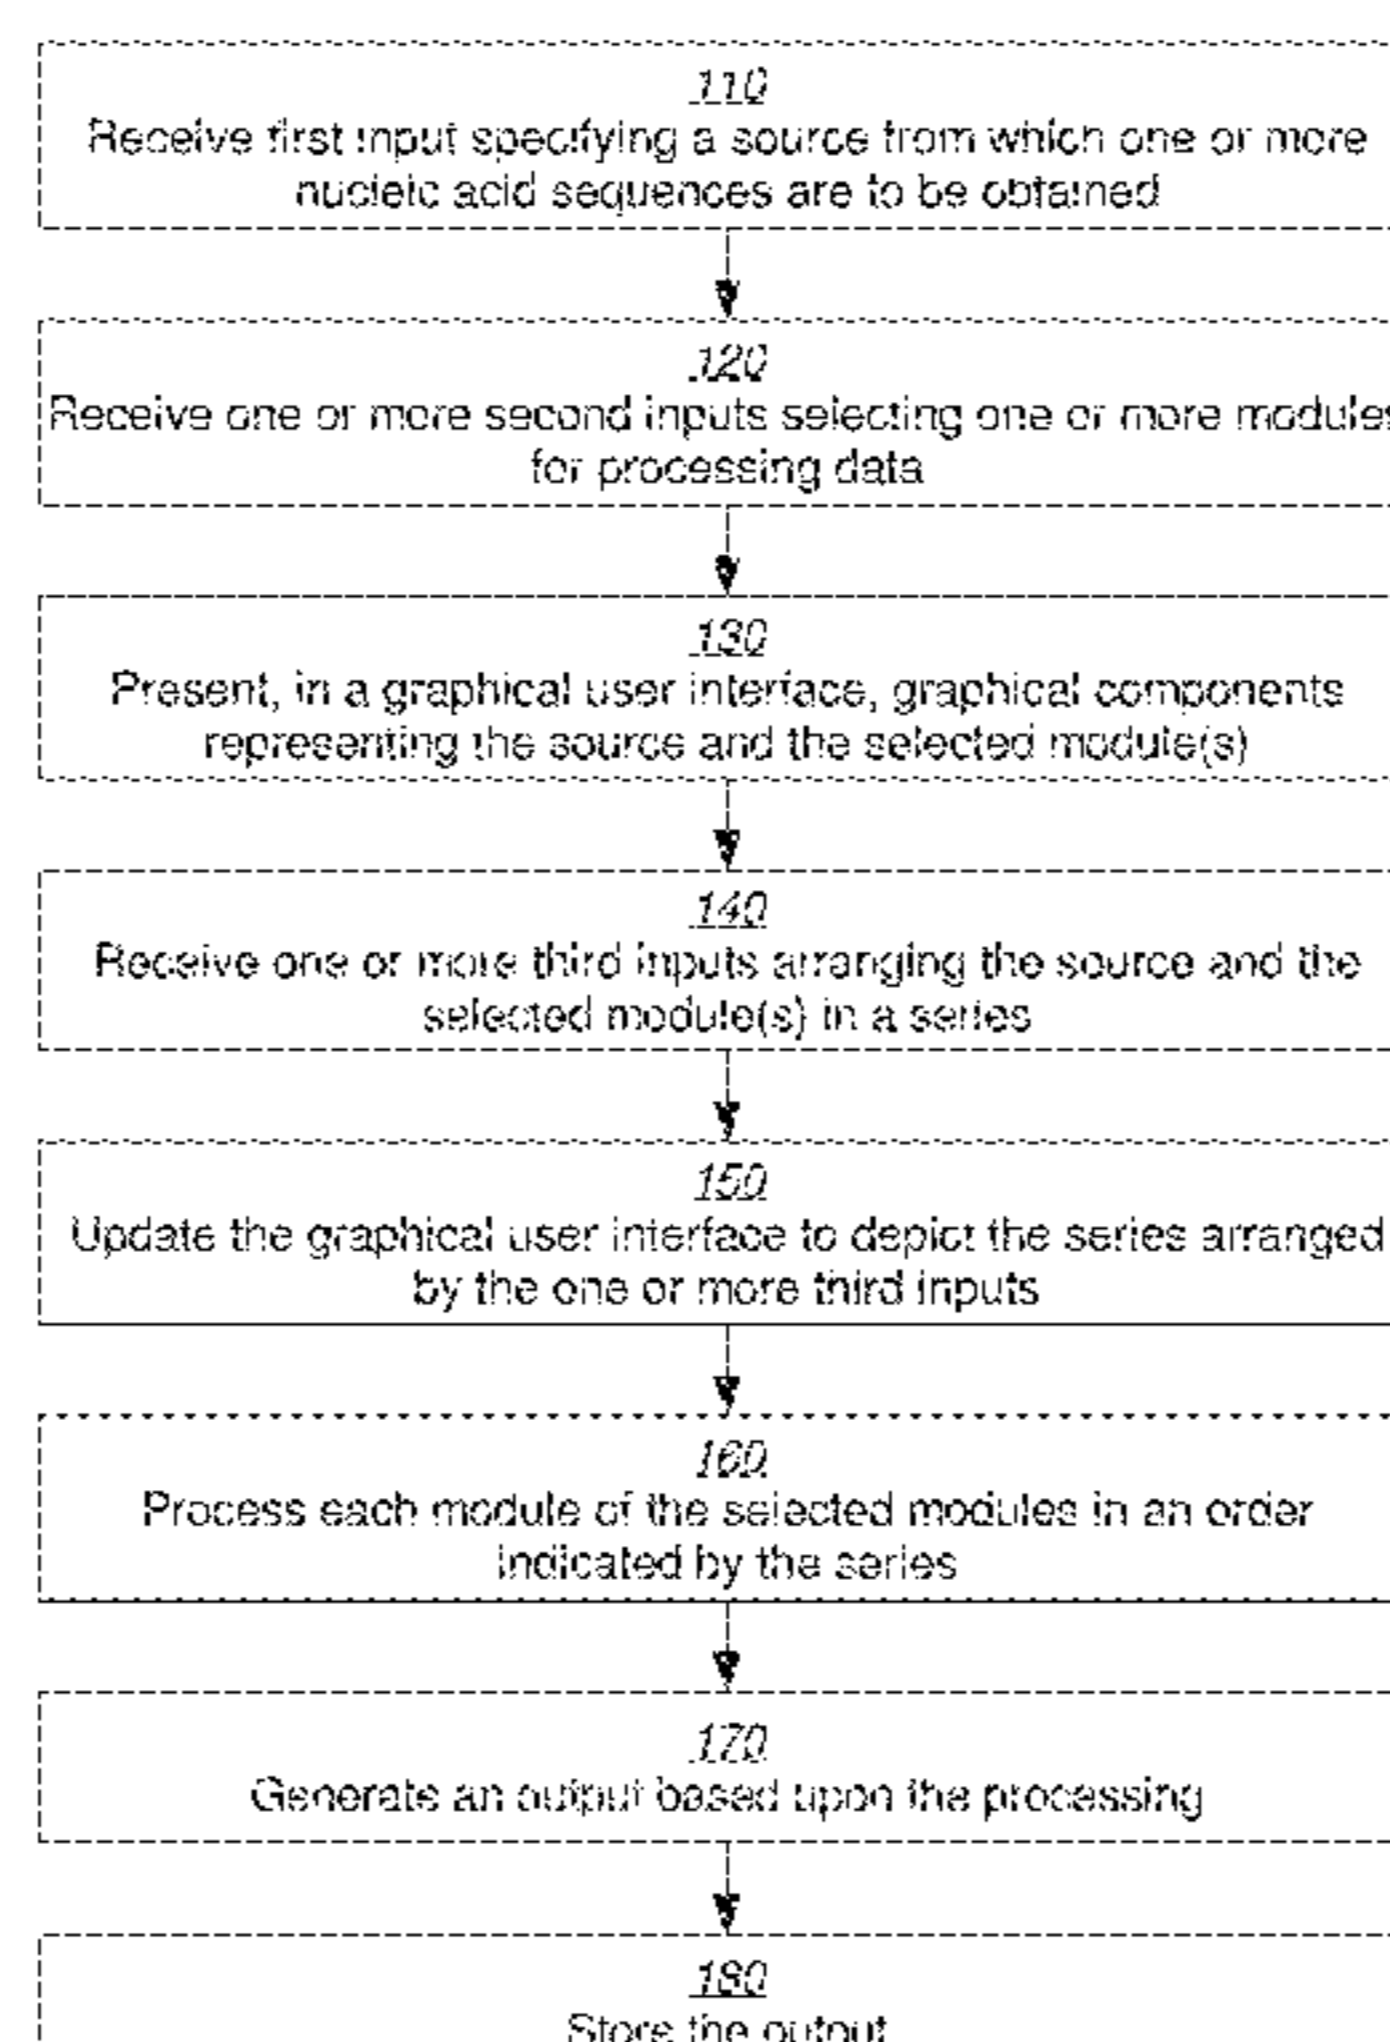 110
Receive first input specifying a source from which one or more
nucleic acid sequences are to be obtained
120
Receive one or more second inputs selecting one or more modules
for processing data
130
Present, in a graphical user interface, graphical components
representing the source and the selected module(s)
140
Receive one or more third inputs arranging the source and the
selected module(s) in a series
150
Update the graphical user interface to depict the series arranged
by the one or more third inputs
160
Process each module of the selected modules in an order
indicated by the series
170
Generate an output based upon the processing
180
Store the output